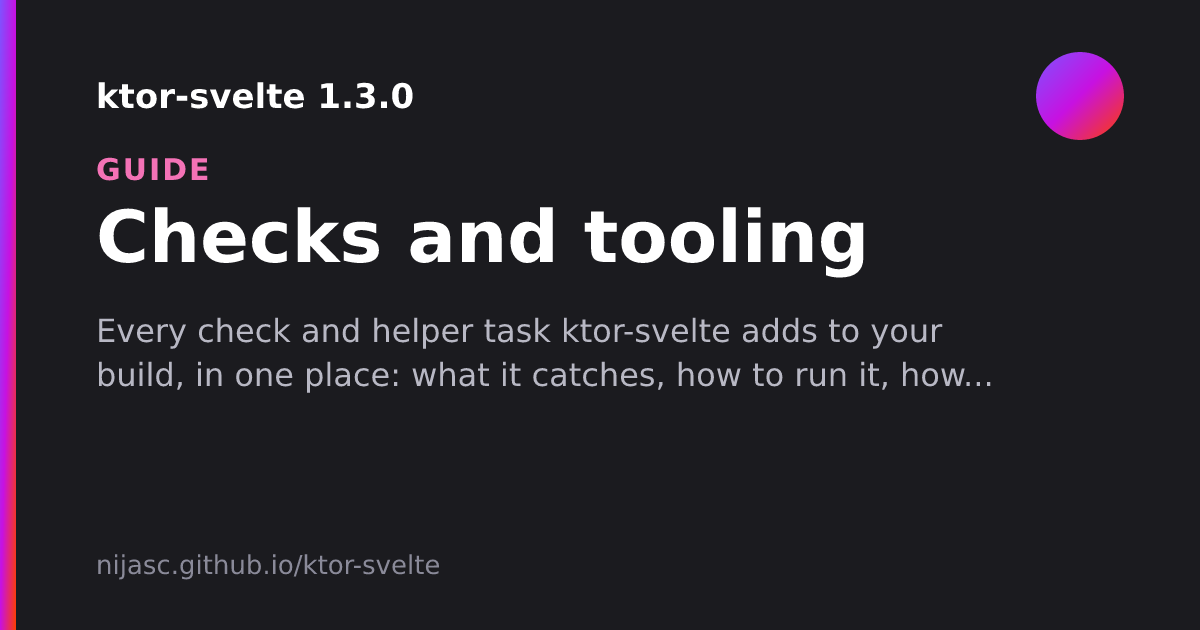 ktor-svelte 1.3.0
GUIDE
Checks and tooling
Every check and helper task ktor-svelte adds to your
build, in one place: what it catches, how to run it, how...
nijasc.github.io/ktor-svelte